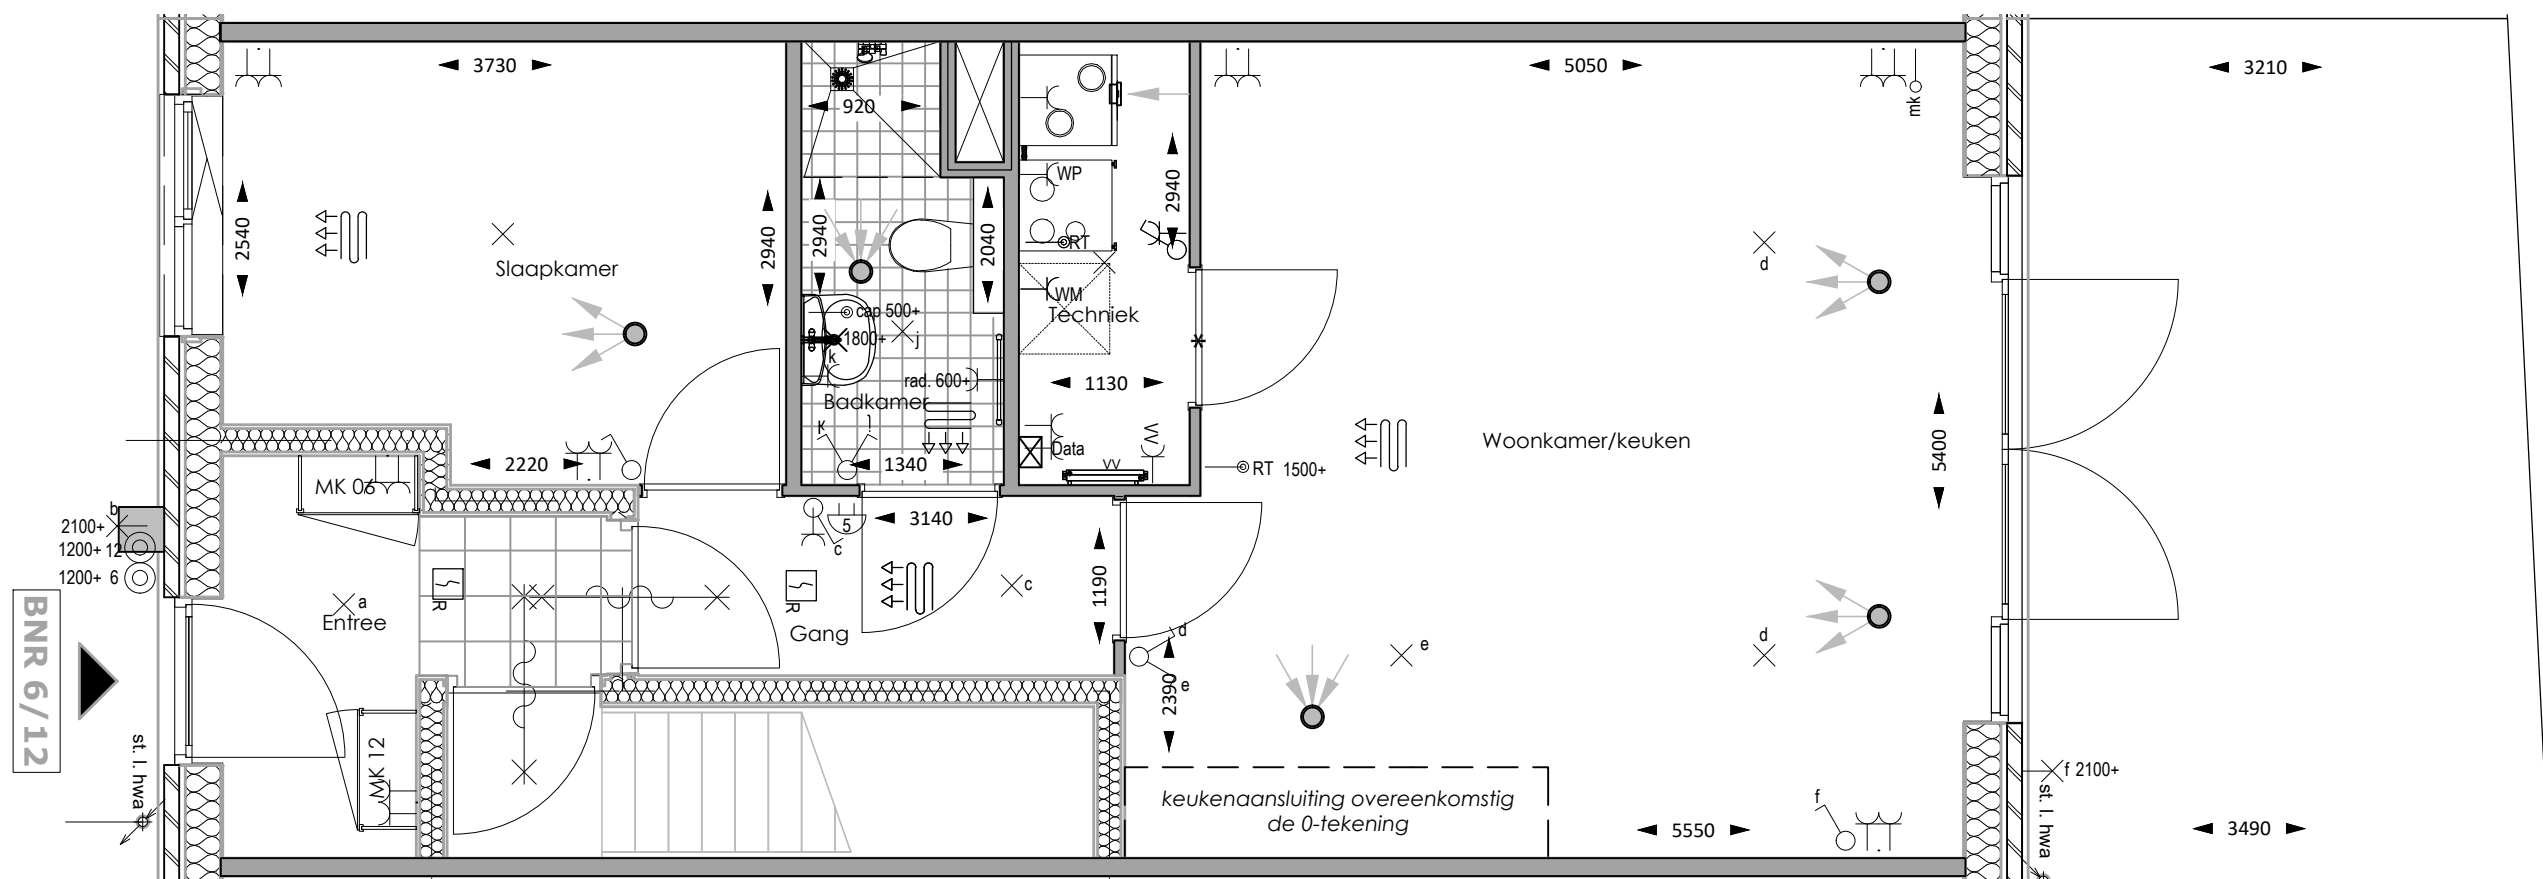 3730
920
5050
3210
mk
WP
2940
2540
2940
2940
2040
RT
Slaapkamer
d
WM
Techniek
cap 500+
1800+
j
k
1130
rad. 600+
Badkamer
K
j
Data
VV
VV
Woonkamer/keuken
5400
2220
1340
RT 1500+
MK 06
b
2100+
1200+ 12
1200+ 6
5
c
3140
R
R
c
1190
a
Entree
Gang
d
e
2390
e
d
BNR 6/12
st. l. hwa
MK 12
keukenaansluiting overeenkomstig
de 0-tekening
f
5550
f 2100+
st. l. hwa
3490